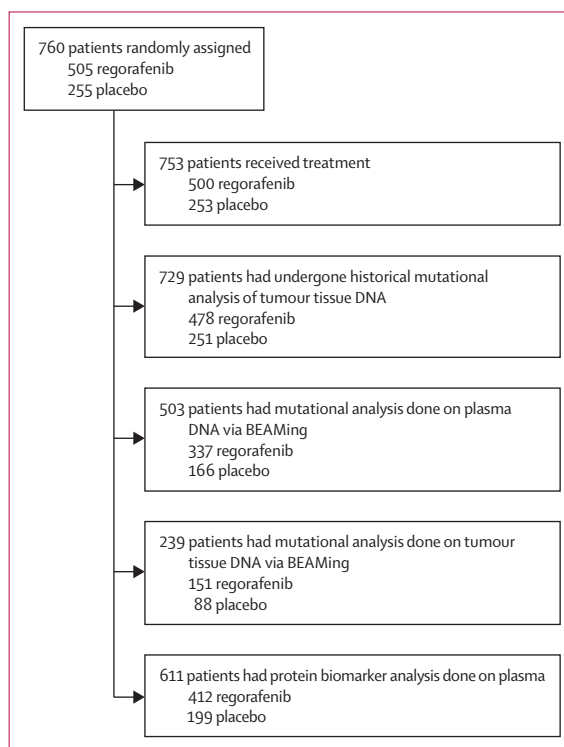 760 patients randomly assigned
505 regorafenib
255 placebo
753 patients received treatment
500 regorafenib
253 placebo
729 patients had undergone historical mutational
analysis of tumour tissue DNA
478 regorafenib
251 placebo
503 patients had mutational analysis done on plasma
DNA via BEAMing
337 regorafenib
166 placebo
239 patients had mutational analysis done on tumour
tissue DNA via BEAMing
151 regorafenib
88 placebo
611 patients had protein biomarker analysis done on plasma
412 regorafenib
199 placebo